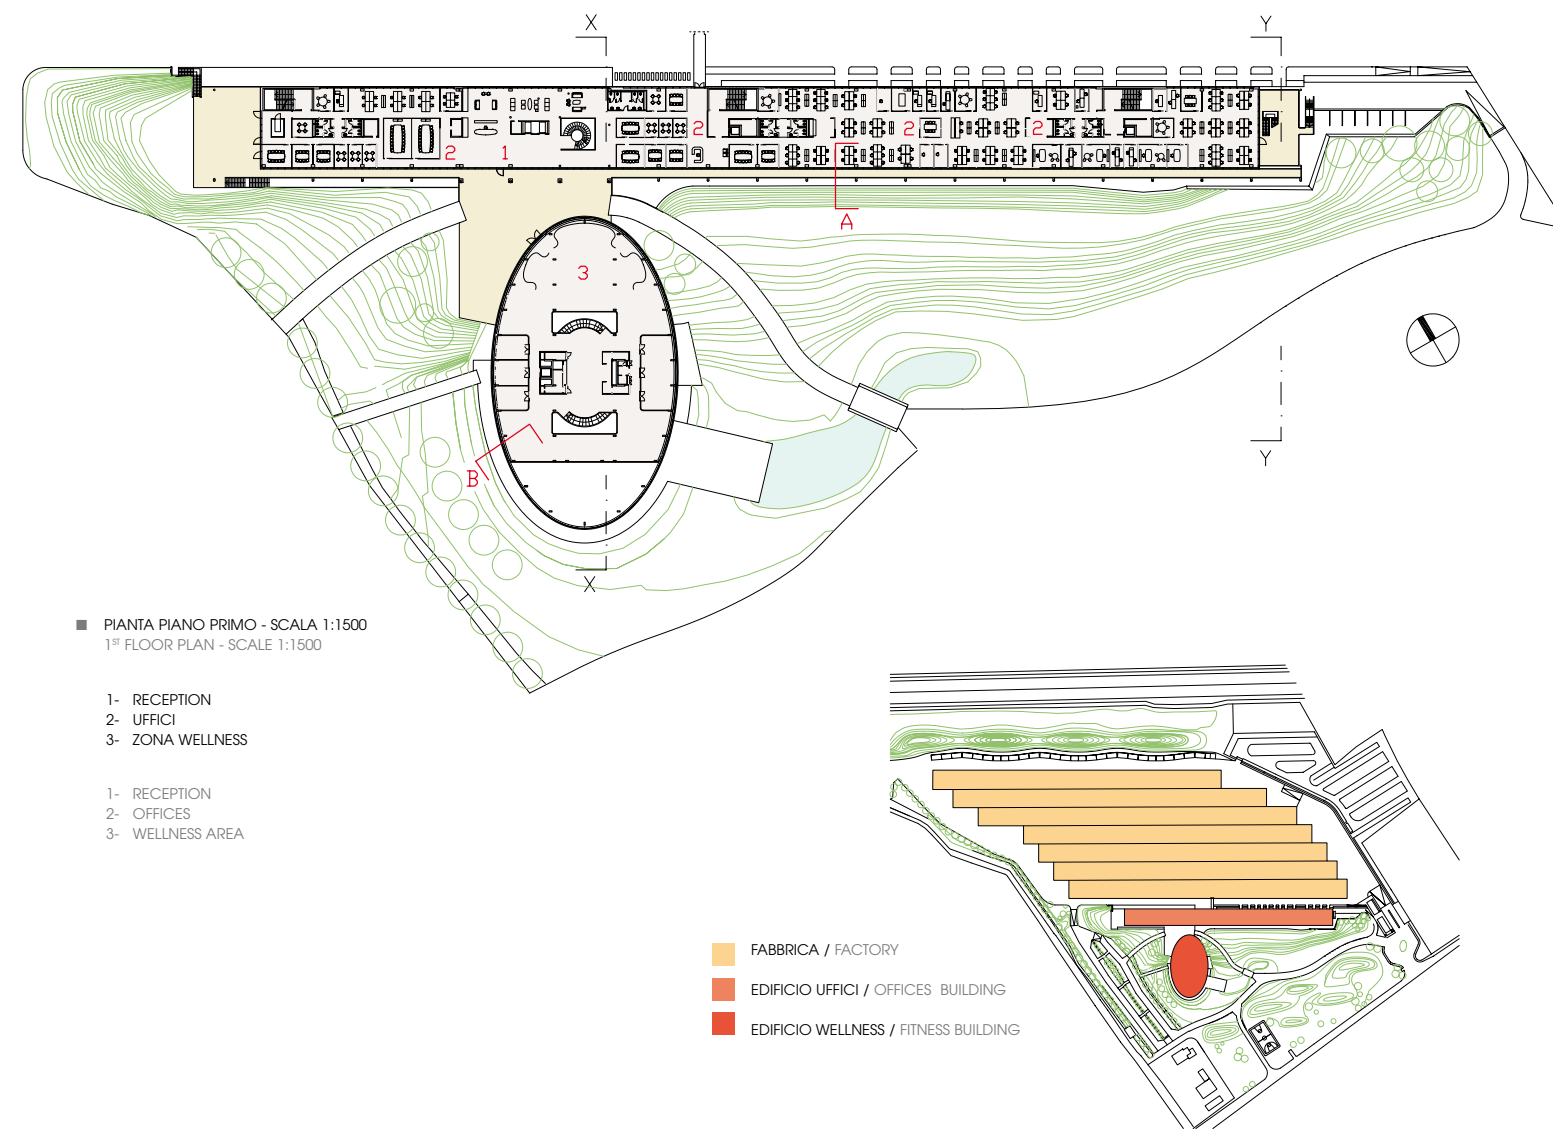 X
Y
2
2
2
2
1
A
3
Y
B
X
■ PIANTA PIANO PRIMO - SCALA 1:1500
1ST FLOOR PLAN - SCALE 1:1500
1- RECEPTION
2- UFFICI
3- ZONA WELLNESS
1- RECEPTION
2- OFFICES
3- WELLNESS AREA
FABBRICA / FACTORY
EDIFICIO UFFICI / OFFICES BUILDING
EDIFICIO WELLNESS / FITNESS BUILDING